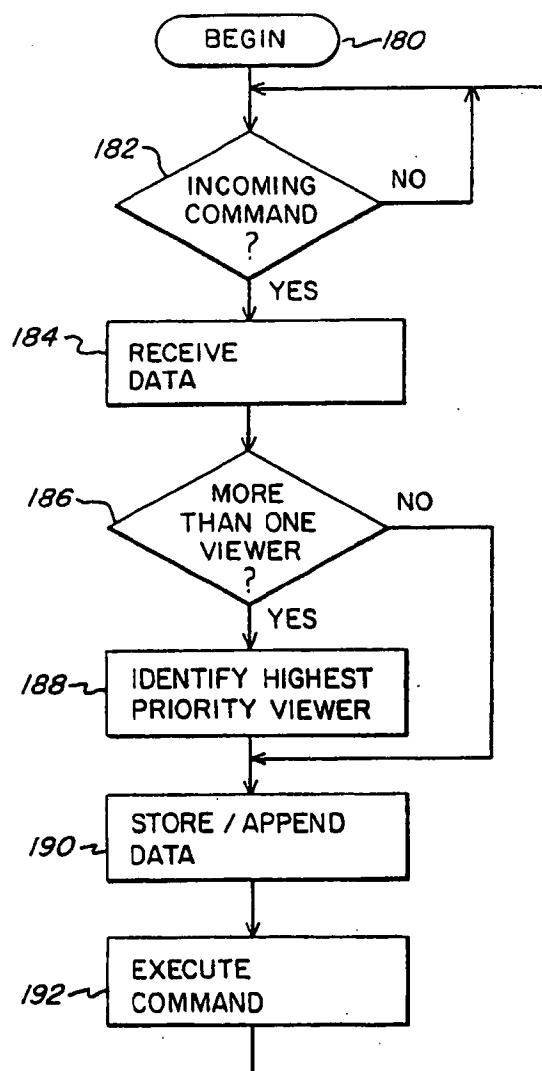 BEGIN
180
182
INCOMING
COMMAND
?
NO
YES
184
RECEIVE
DATA
186
MORE
THAN ONE
VIEWER
?
NO
YES
188
IDENTIFY HIGHEST
PRIORITY VIEWER
190
STORE / APPEND
DATA
192
EXECUTE
COMMAND